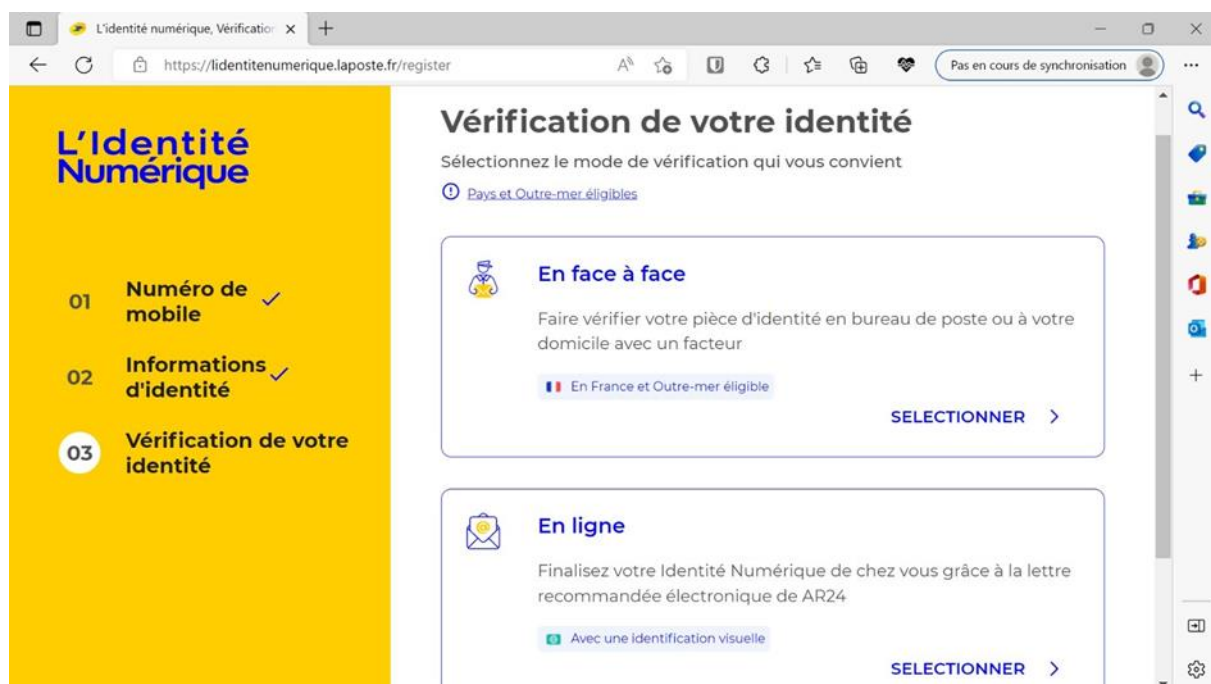 L'identité numérique, Vérification
https://lidentitenumerique.laposte.fr/register
Pas en cours de synchronisation
L'Identité
Numérique
01
Numéro de
mobile
02
Informations
d'identité
03
Vérification de votre
identité
Vérification de votre identité
Sélectionnez le mode de vérification qui vous convient
Pays et Outre-mer éligibles
En face à face
Faire vérifier votre pièce d'identité en bureau de poste ou à votre
domicile avec un facteur
En France et Outre-mer éligible
SELECTIONNER
En ligne
Finalisez votre Identité Numérique de chez vous grâce à la lettre
recommandée électronique de AR24
Avec une identification visuelle
SELECTIONNER